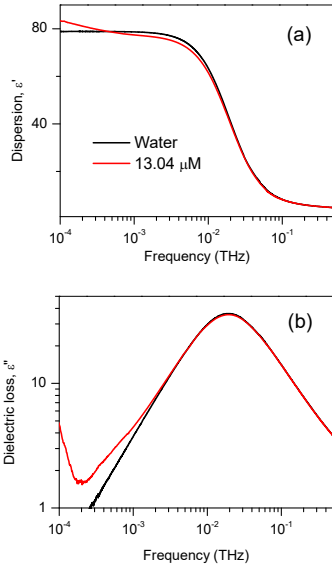 80
(a)
Dispersion, ε'
40
Water
13.04 μM
10⁻⁴ 10⁻³ 10⁻² 10⁻¹
Frequency (THz)
(b)
Dielectric loss, ε"
10
1
10⁻⁴ 10⁻³ 10⁻² 10⁻¹
Frequency (THz)